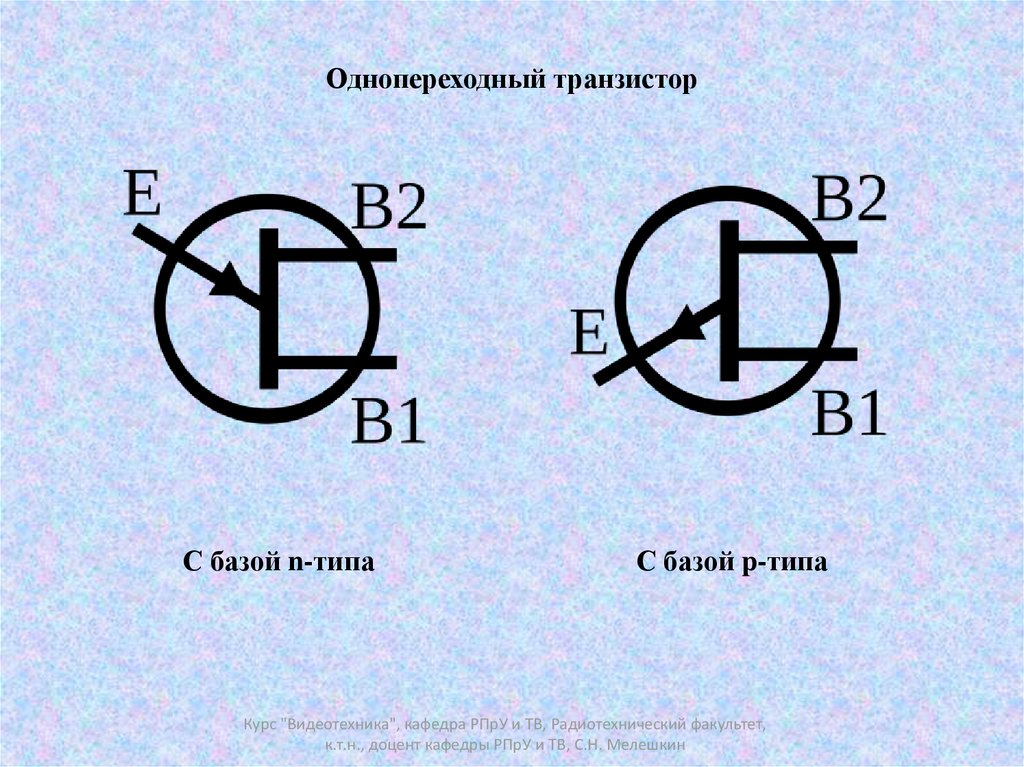 Однопереходный транзистор
E
B2
B1
B2
E
B1
С базой n-типа
С базой p-типа
Курс "Видеотехника", кафедра РПрУ и ТВ, Радиотехнический факультет,
к.т.н., доцент кафедры РПрУ и ТВ, С.Н. Мелешкин